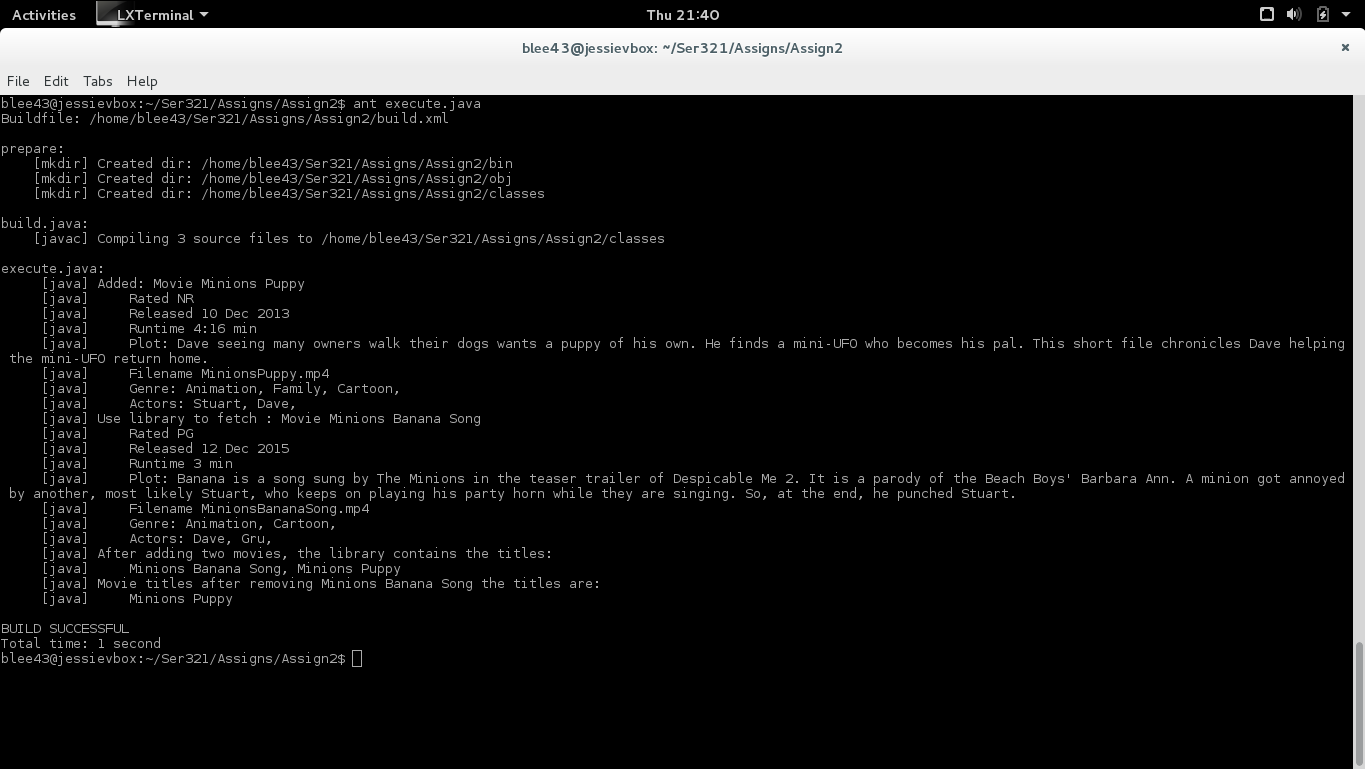 Activities LXTerminal Thu 21:40
blee43@jessievbox: ~/Ser321/Assigns/Assign2 ×
File Edit Tabs Help
blee43@jessievbox:~/Ser321/Assigns/Assign2$ ant execute.java
Buildfile: /home/blee43/Ser321/Assigns/Assign2/build.xml
prepare:
[mkdir] Created dir: /home/blee43/Ser321/Assigns/Assign2/bin
[mkdir] Created dir: /home/blee43/Ser321/Assigns/Assign2/obj
[mkdir] Created dir: /home/blee43/Ser321/Assigns/Assign2/classes
build.java:
[javac] Compiling 3 source files to /home/blee43/Ser321/Assigns/Assign2/classes
execute.java:
[java] Added: Movie Minions Puppy
[java] Rated NR
[java] Released 10 Dec 2013
[java] Runtime 4:16 min
[java] Plot: Dave seeing many owners walk their dogs wants a puppy of his own. He finds a mini-UFO who becomes his pal. This short file chronicles Dave helping
the mini-UFO return home.
[java] Filename MinionsPuppy.mp4
[java] Genre: Animation, Family, Cartoon,
[java] Actors: Stuart, Dave,
[java] Use library to fetch : Movie Minions Banana Song
[java] Rated PG
[java] Released 12 Dec 2015
[java] Runtime 3 min
[java] Plot: Banana is a song sung by The Minions in the teaser trailer of Despicable Me 2. It is a parody of the Beach Boys' Barbara Ann. A minion got annoyed
by another, most likely Stuart, who keeps on playing his party horn while they are singing. So, at the end, he punched Stuart.
[java] Filename MinionsBananaSong.mp4
[java] Genre: Animation, Cartoon,
[java] Actors: Dave, Gru,
[java] After adding two movies, the library contains the titles:
[java] Minions Banana Song, Minions Puppy
[java] Movie titles after removing Minions Banana Song the titles are:
[java] Minions Puppy
BUILD SUCCESSFUL
Total time: 1 second
blee43@jessievbox:~/Ser321/Assigns/Assign2$